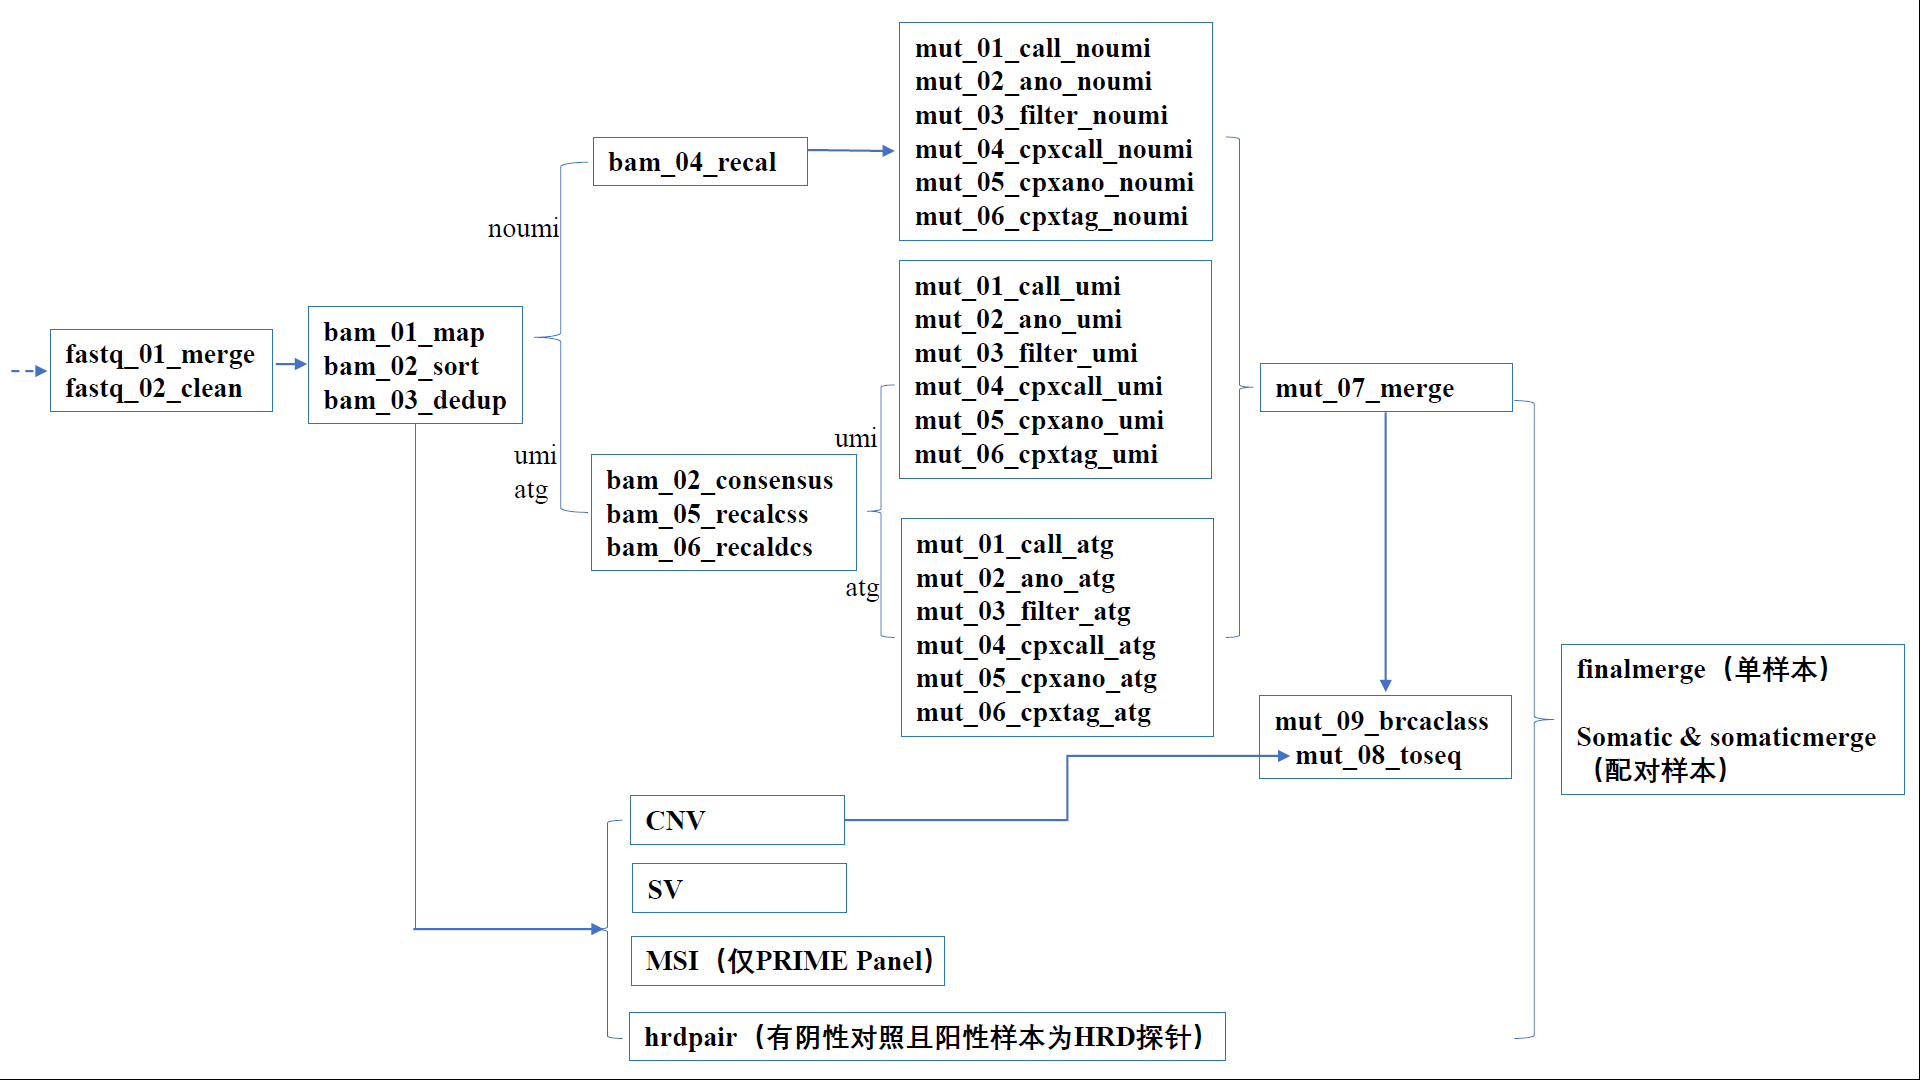 fastq_01_merge
fastq_02_clean
bam_01_map
bam_02_sort
bam_03_dedup
noumi
umi
atg
bam_04_recal
bam_02_consensus
bam_05_recalcss
bam_06_recaldcs
umi
atg
mut_01_call_noumi
mut_02_ano_noumi
mut_03_filter_noumi
mut_04_cpxcall_noumi
mut_05_cpxano_noumi
mut_06_cpxtag_noumi
mut_01_call_umi
mut_02_ano_umi
mut_03_filter_umi
mut_04_cpxcall_umi
mut_05_cpxano_umi
mut_06_cpxtag_umi
mut_01_call_atg
mut_02_ano_atg
mut_03_filter_atg
mut_04_cpxcall_atg
mut_05_cpxano_atg
mut_06_cpxtag_atg
mut_07_merge
mut_09_brcaclass
mut_08_toseq
CNV
SV
MSI（仅PRIME Panel）
hrdpair（有阴性对照且阳性样本为HRD探针）
finalmerge（单样本）
Somatic & somaticmerge
（配对样本）